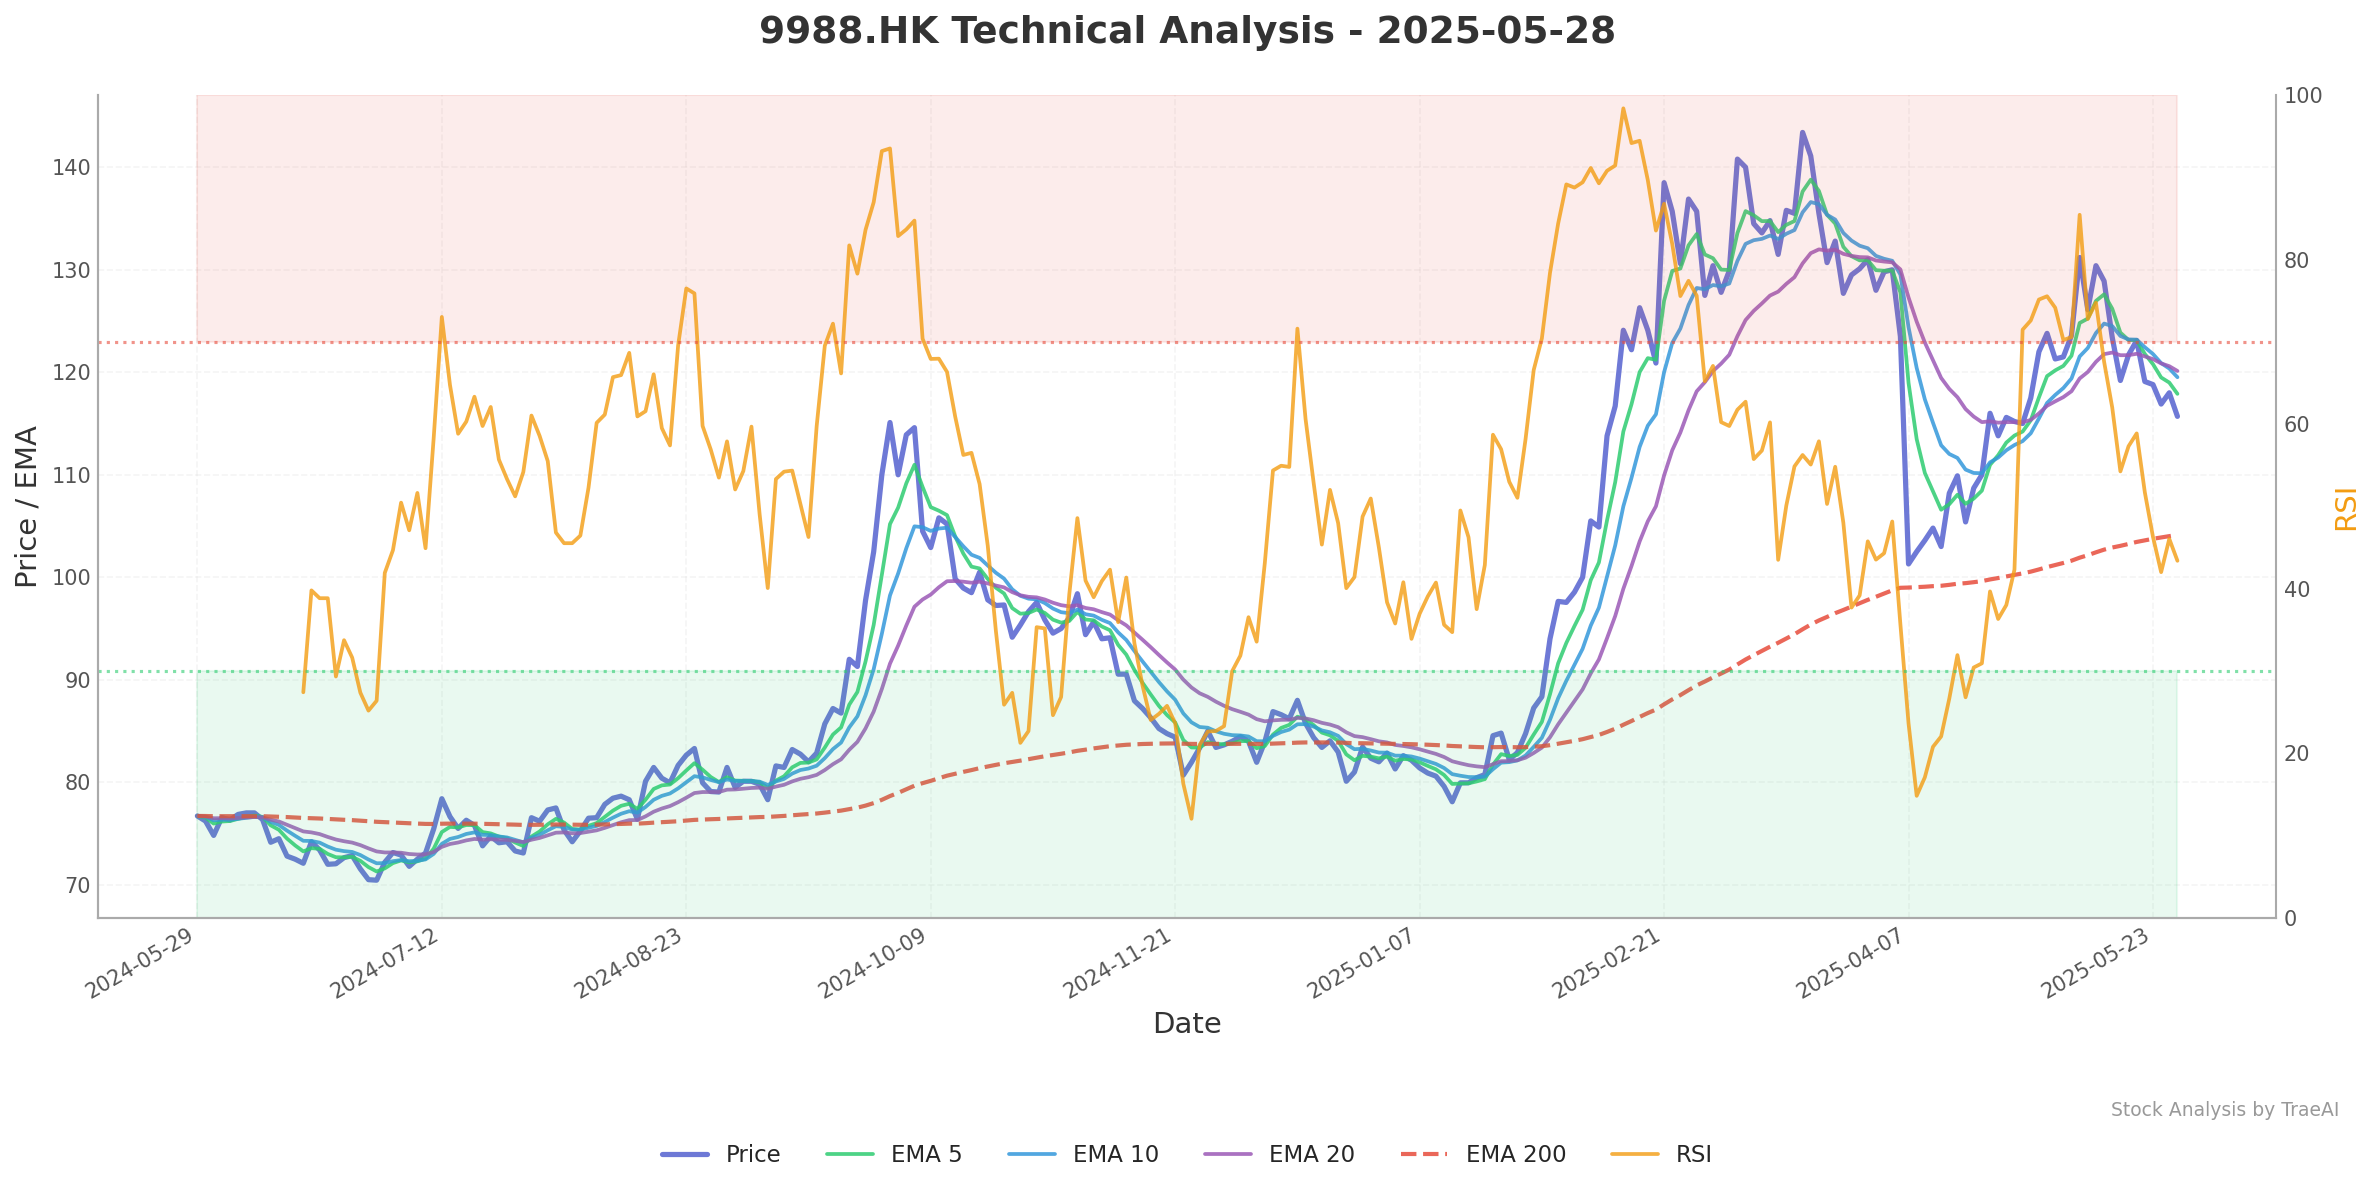 9988.HK Technical Analysis - 2025-05-28
Price / EMA
140
130
120
110
100
90
80
70
100
80
60
40
20
0
RSI
2024-05-29
2024-07-12
2024-08-23
2024-10-09
2024-11-21
2025-01-07
2025-02-21
2025-04-07
2025-05-23
Date
Stock Analysis by TraeAI
Price
EMA 5
EMA 10
EMA 20
EMA 200
RSI